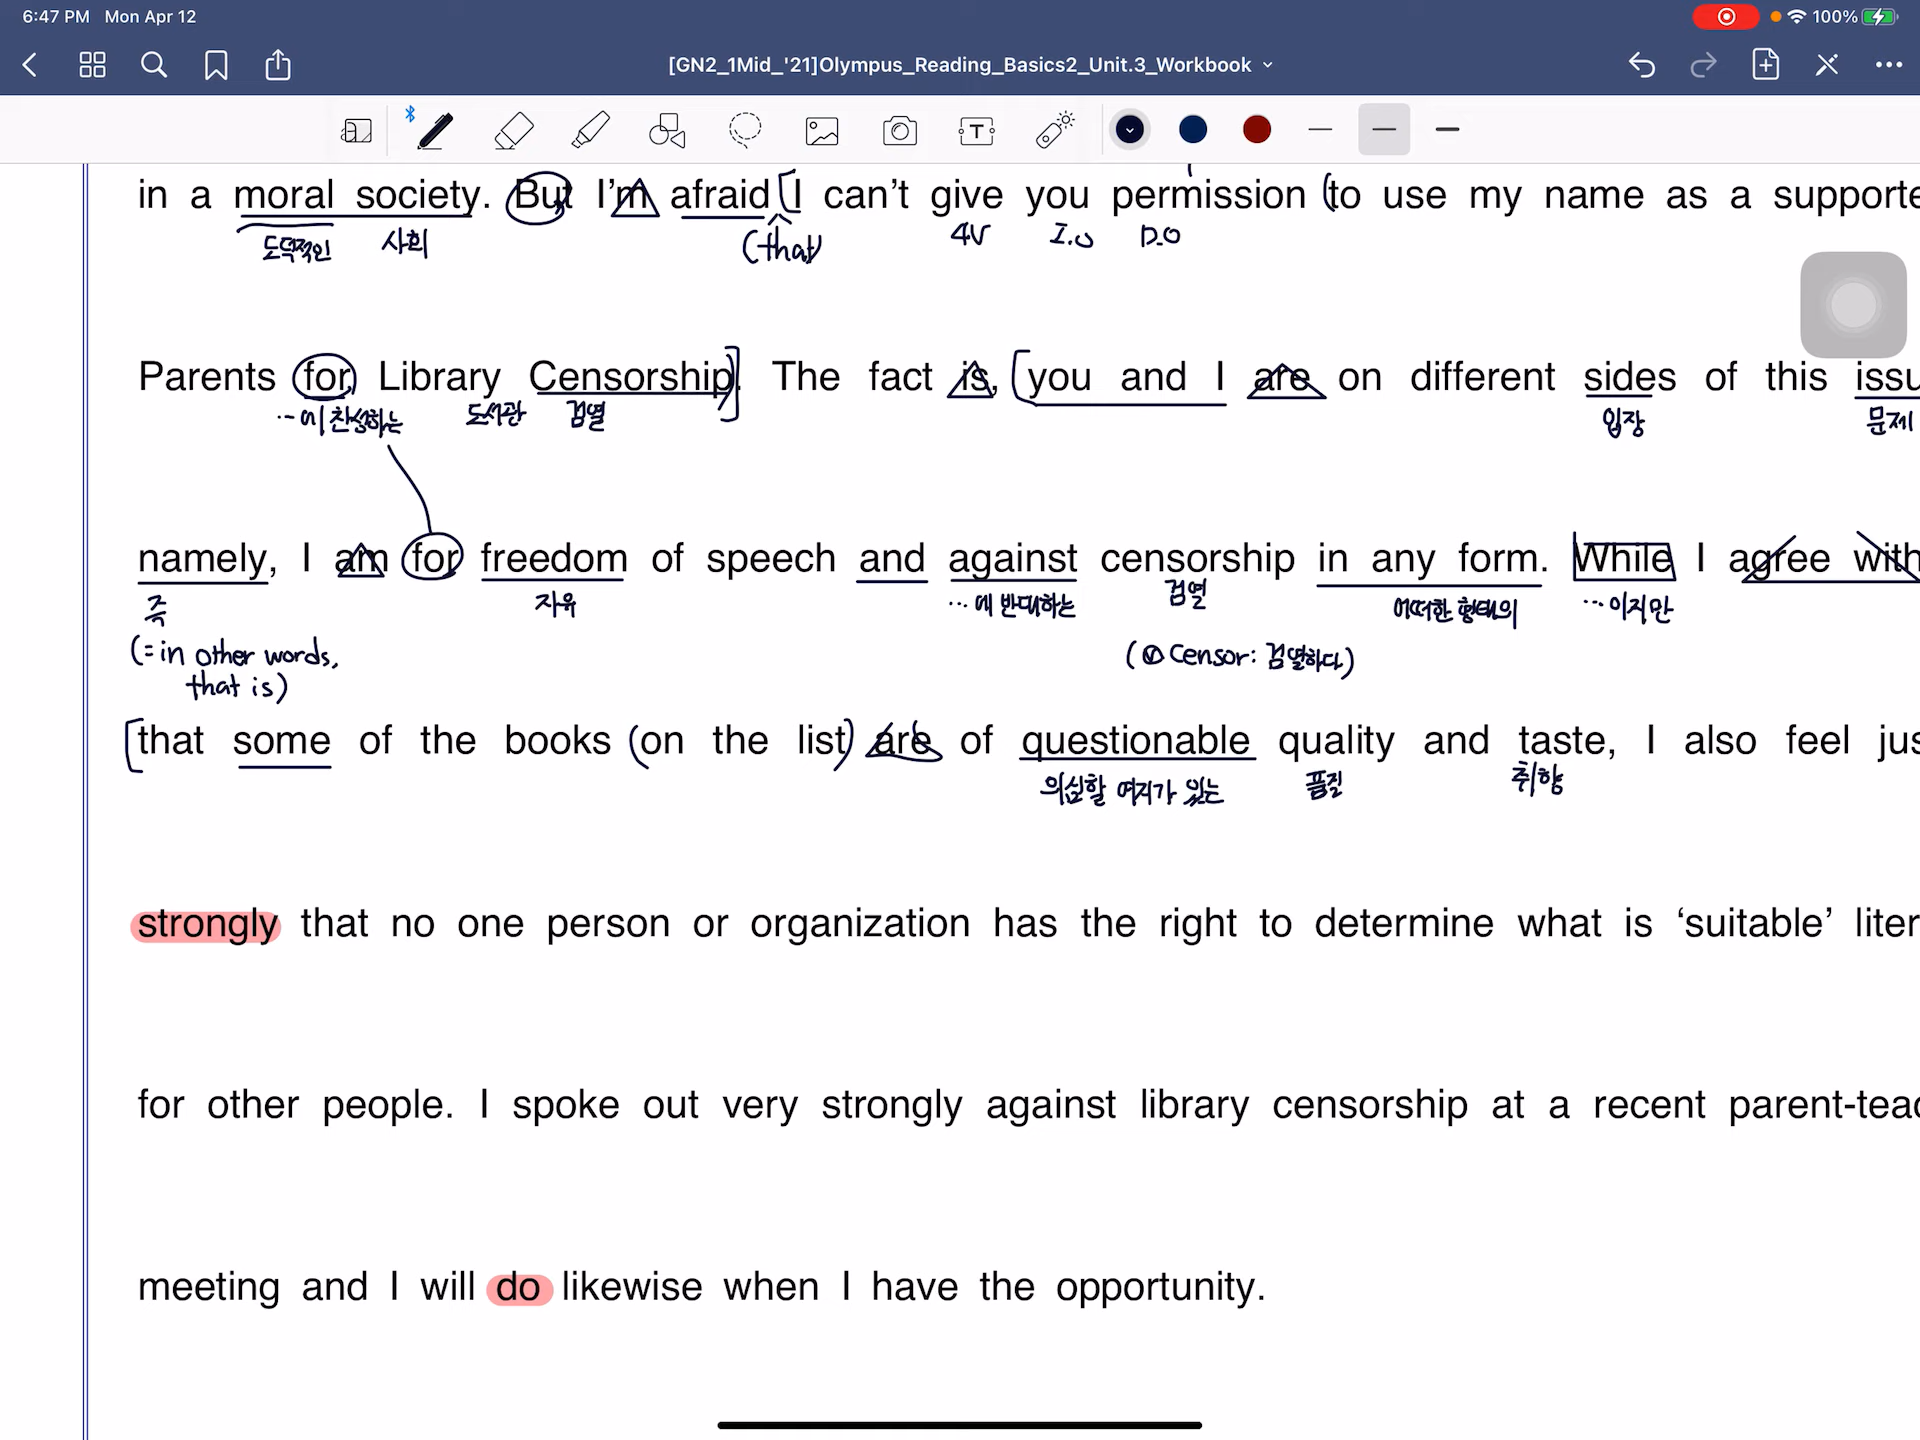 6:47 PM Mon Apr 12
100%
[GN2_1Mid_'21]Olympus_Reading_Basics2_Unit.3_Workbook
T
in a moral society. But I'm afraid I can't give you permission (to use my name as a supporte
도덕적인 사회 (that) 4V I.O D.O
Parents for Library Censorship)]. The fact is, [you and I are on different sides of this issu
…에 찬성하는 도서관 검열 입장 문제
namely, I am for freedom of speech and against censorship in any form. While I agree with
즉 자유 …에 반대하는 검열 어떠한 형태의 …이지만
(= in other words, (ⓥ Censor: 검열하다)
that is)
[that some of the books (on the list) are of questionable quality and taste, I also feel jus
의심할 여지가 있는 품질 취향
strongly that no one person or organization has the right to determine what is ‘suitable’ liter
for other people. I spoke out very strongly against library censorship at a recent parent-teac
meeting and I will do likewise when I have the opportunity.